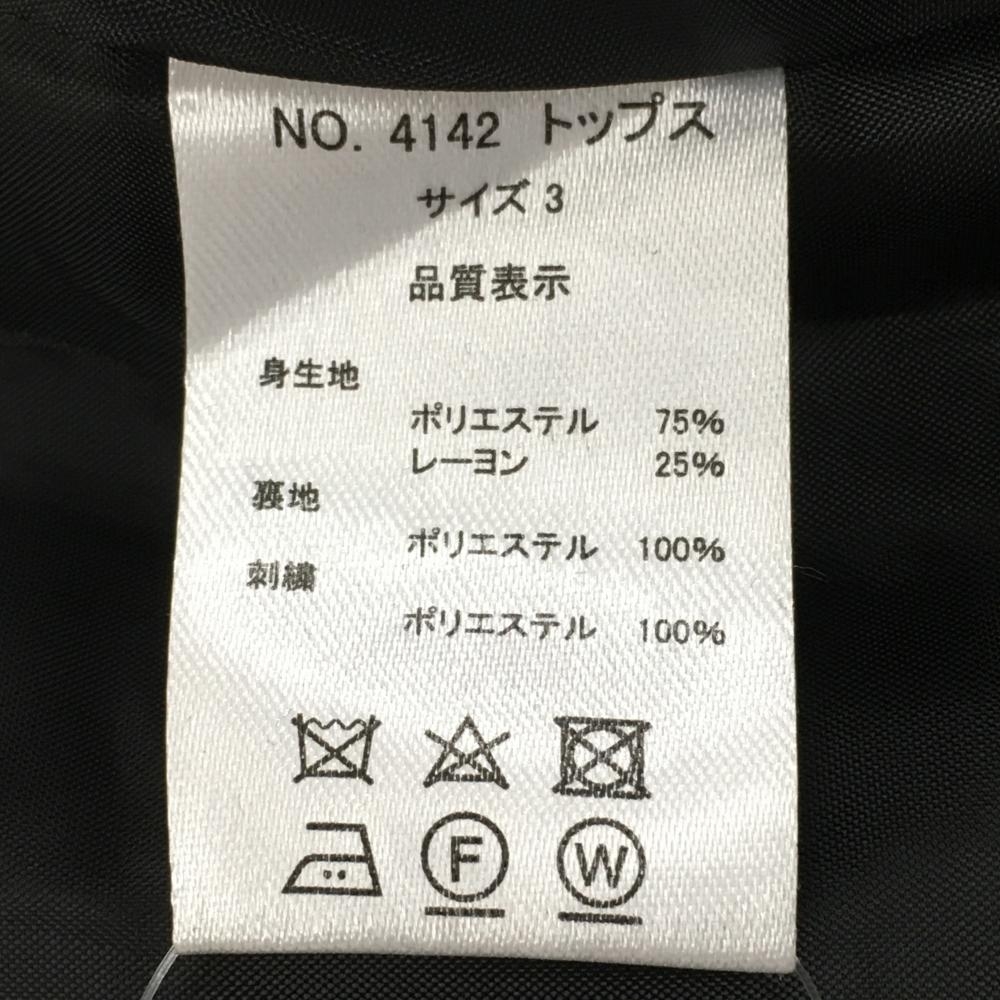 NO. 4142 トップス
サイズ 3
品質表示
身生地
ポリエステル 75%
レーヨン 25%
裏地
ポリエステル 100%
刺繍
ポリエステル 100%
F W